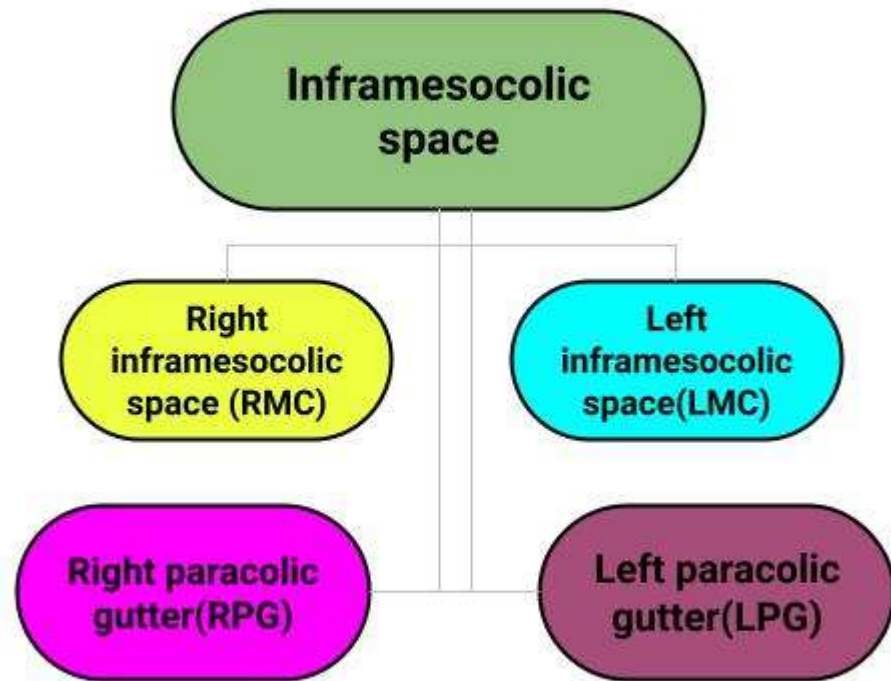 Inframesocolic
space
Right
inframesocolic
space (RMC)
Left
inframesocolic
space(LMC)
Right paracolic
gutter(RPG)
Left paracolic
gutter(LPG)